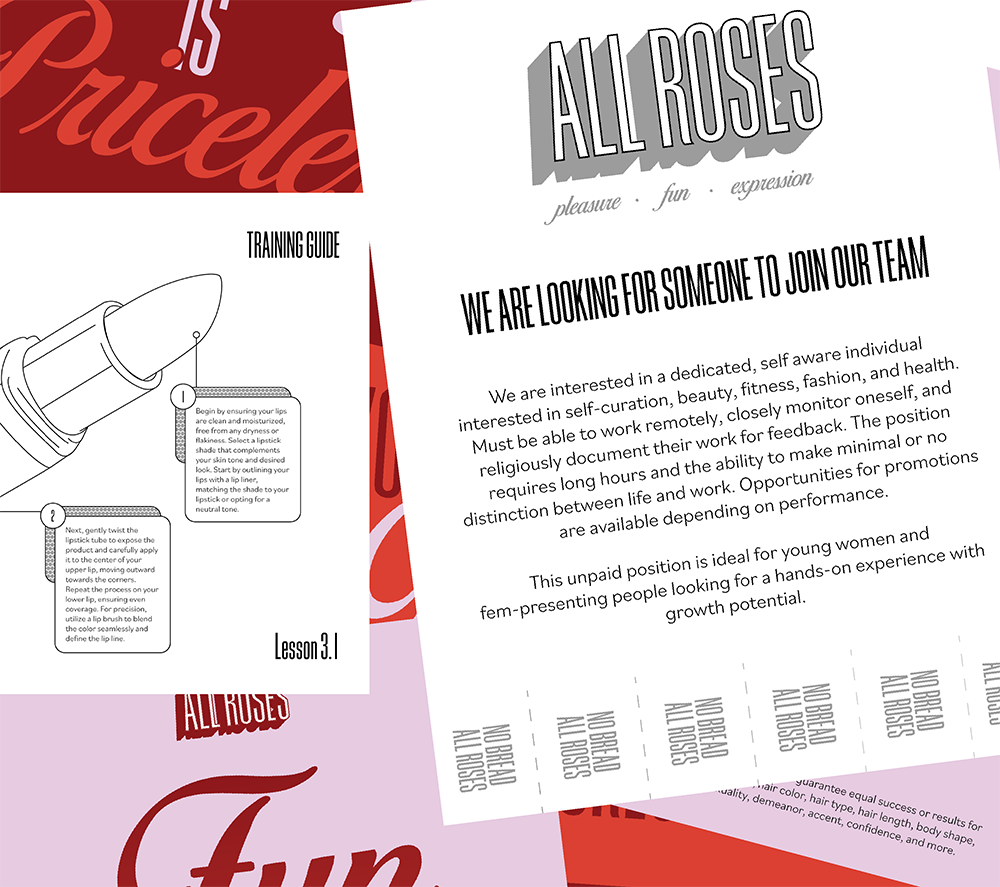 IS
ALL ROSES
pleasure · fun · expression
WE ARE LOOKING FOR SOMEONE TO JOIN OUR TEAM
We are interested in a dedicated, self aware individual
interested in self-curation, beauty, fitness, fashion, and health.
Must be able to work remotely, closely monitor oneself, and
religiously document their work for feedback. The position
requires long hours and the ability to make minimal or no
distinction between life and work. Opportunities for promotions
are available depending on performance.
This unpaid position is ideal for young women and
fem-presenting people looking for a hands-on experience with
growth potential.
NO BREAD
ALL ROSES
NO BREAD
ALL ROSES
NO BREAD
ALL ROSES
NO BREAD
ALL ROSES
NO BREAD
ALL ROSES
TRAINING GUIDE
1
Begin by ensuring your lips
are clean and moisturized,
free from any dryness or
flakiness. Select a lipstick
shade that complements
your skin tone and desired
look. Start by outlining your
lips with a lip liner,
matching the shade to your
lipstick or opting for a
neutral tone.
2
Next, gently twist the
lipstick tube to expose the
product and carefully apply
it to the center of your
upper lip, moving outward
towards the corners.
Repeat the process on your
lower lip, ensuring even
coverage. For precision,
utilize a lip brush to blend
the color seamlessly and
define the lip line.
Lesson 3.1
ALL ROSES
Fun
guarantee equal success or results for
hair color, hair type, hair length, body shape,
demeanor, accent, confidence, and more.